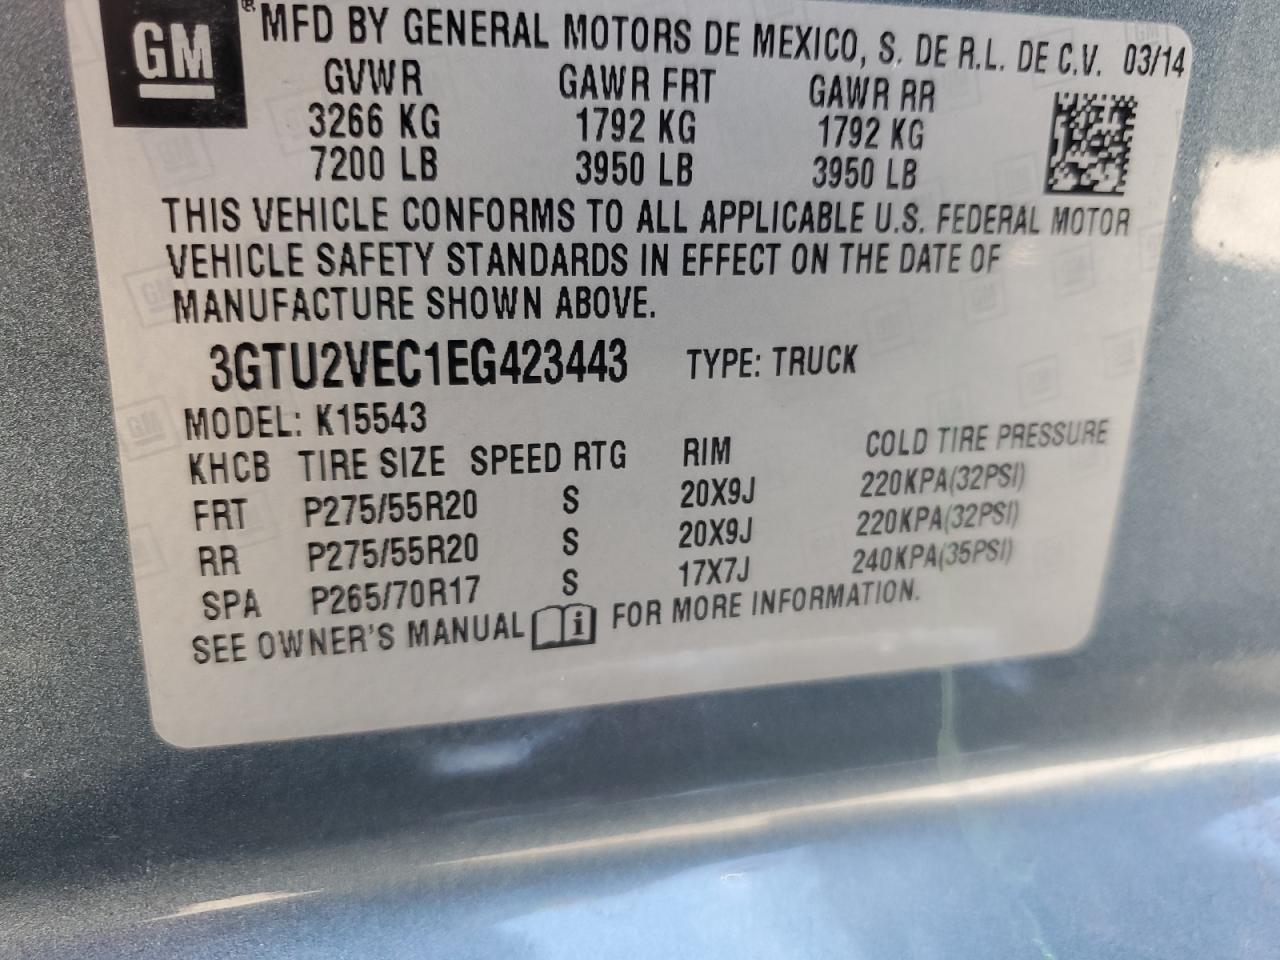 GM ® MFD BY GENERAL MOTORS DE MEXICO, S. DE R.L. DE C.V. 03/14
GVWR GAWR FRT GAWR RR
3266 KG 1792 KG 1792 KG
7200 LB 3950 LB 3950 LB
THIS VEHICLE CONFORMS TO ALL APPLICABLE U.S. FEDERAL MOTOR
VEHICLE SAFETY STANDARDS IN EFFECT ON THE DATE OF
MANUFACTURE SHOWN ABOVE.
3GTU2VEC1EG423443 TYPE: TRUCK
MODEL: K15543
KHCB TIRE SIZE SPEED RTG RIM COLD TIRE PRESSURE
FRT P275/55R20 S 20X9J 220KPA(32PSI)
RR P275/55R20 S 20X9J 220KPA(32PSI)
SPA P265/70R17 S 17X7J 240KPA(35PSI)
SEE OWNER'S MANUAL i FOR MORE INFORMATION.